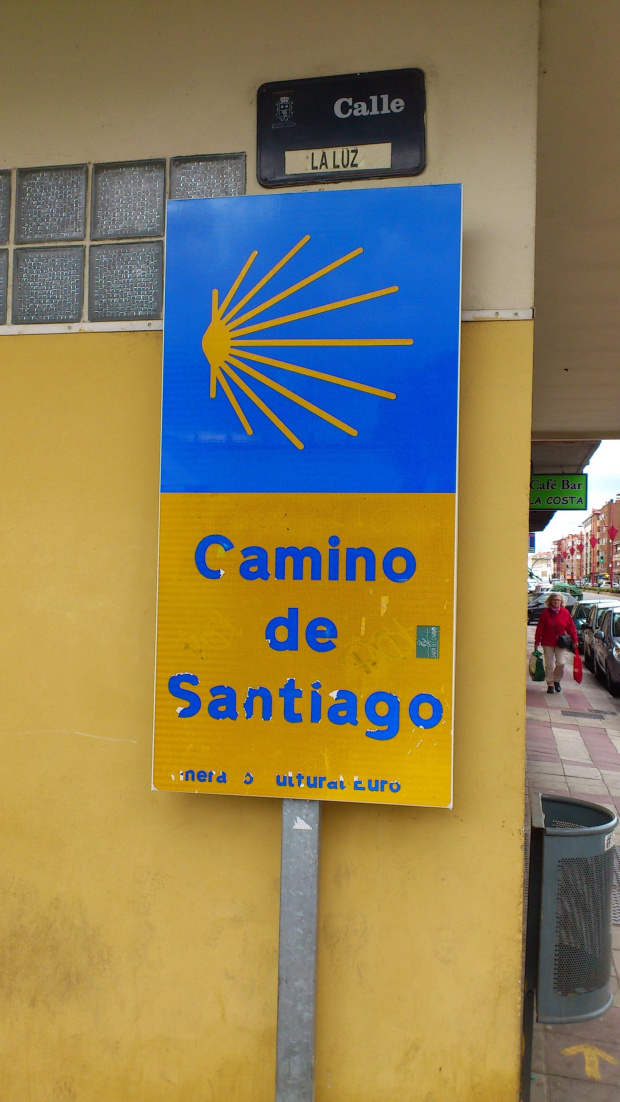 Calle
LA LUZ
Camino
de
Santiago
Café Bar
LA COSTA